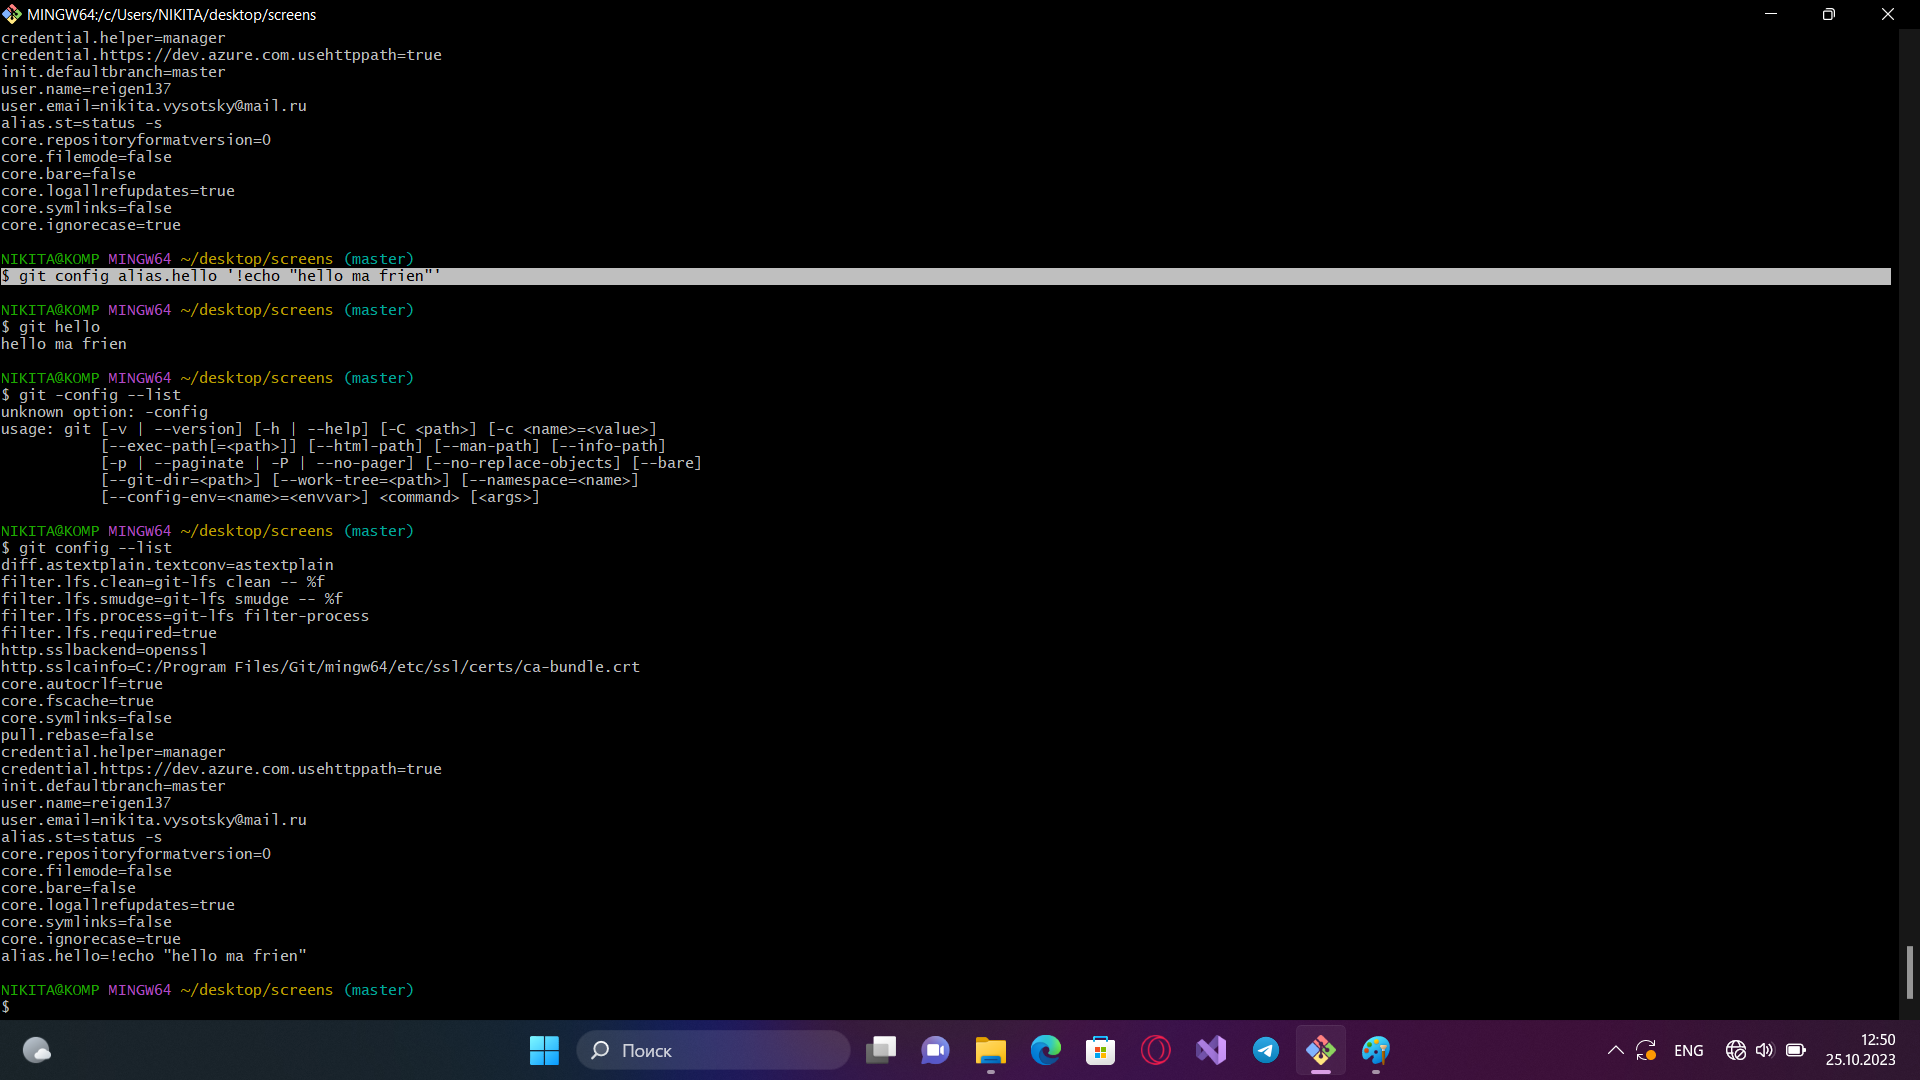 MINGW64:/c/Users/NIKITA/desktop/screens
credential.helper=manager
credential.https://dev.azure.com.usehttppath=true
init.defaultbranch=master
user.name=reigen137
user.email=nikita.vysotsky@mail.ru
alias.st=status -s
core.repositoryformatversion=0
core.filemode=false
core.bare=false
core.logallrefupdates=true
core.symlinks=false
core.ignorecase=true
NIKITA@KOMP MINGW64 ~/desktop/screens (master)
$ git config alias.hello '!echo "hello ma frien"'
NIKITA@KOMP MINGW64 ~/desktop/screens (master)
$ git hello
hello ma frien
NIKITA@KOMP MINGW64 ~/desktop/screens (master)
$ git -config --list
unknown option: -config
usage: git [-v | --version] [-h | --help] [-C <path>] [-c <name>=<value>]
           [--exec-path[=<path>]] [--html-path] [--man-path] [--info-path]
           [-p | --paginate | -P | --no-pager] [--no-replace-objects] [--bare]
           [--git-dir=<path>] [--work-tree=<path>] [--namespace=<name>]
           [--config-env=<name>=<envvar>] <command> [<args>]
NIKITA@KOMP MINGW64 ~/desktop/screens (master)
$ git config --list
diff.astextplain.textconv=astextplain
filter.lfs.clean=git-lfs clean -- %f
filter.lfs.smudge=git-lfs smudge -- %f
filter.lfs.process=git-lfs filter-process
filter.lfs.required=true
http.sslbackend=openssl
http.sslcainfo=C:/Program Files/Git/mingw64/etc/ssl/certs/ca-bundle.crt
core.autocrlf=true
core.fscache=true
core.symlinks=false
pull.rebase=false
credential.helper=manager
credential.https://dev.azure.com.usehttppath=true
init.defaultbranch=master
user.name=reigen137
user.email=nikita.vysotsky@mail.ru
alias.st=status -s
core.repositoryformatversion=0
core.filemode=false
core.bare=false
core.logallrefupdates=true
core.symlinks=false
core.ignorecase=true
alias.hello=!echo "hello ma frien"
NIKITA@KOMP MINGW64 ~/desktop/screens (master)
$
Поиск
ENG
12:50
25.10.2023